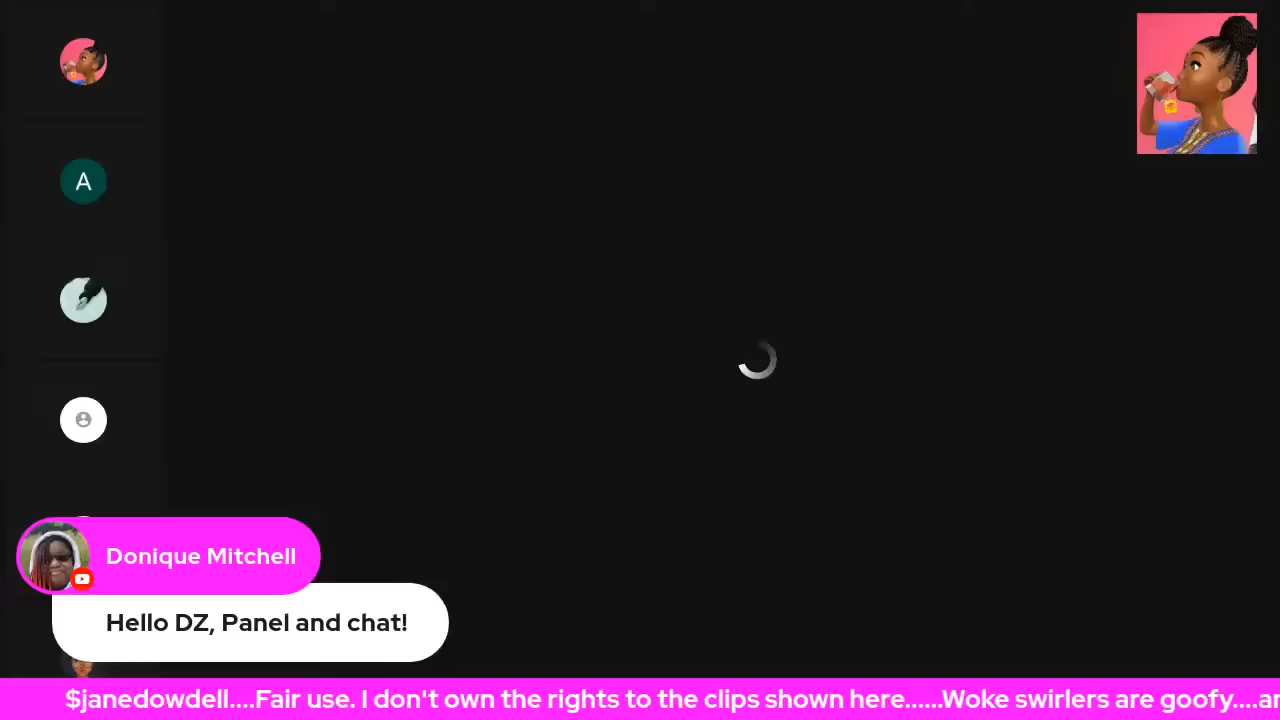 A
Donique Mitchell
Hello DZ, Panel and chat!
$janedowdell....Fair use. I don't own the rights to the clips shown here......Woke swirlers are goofy....